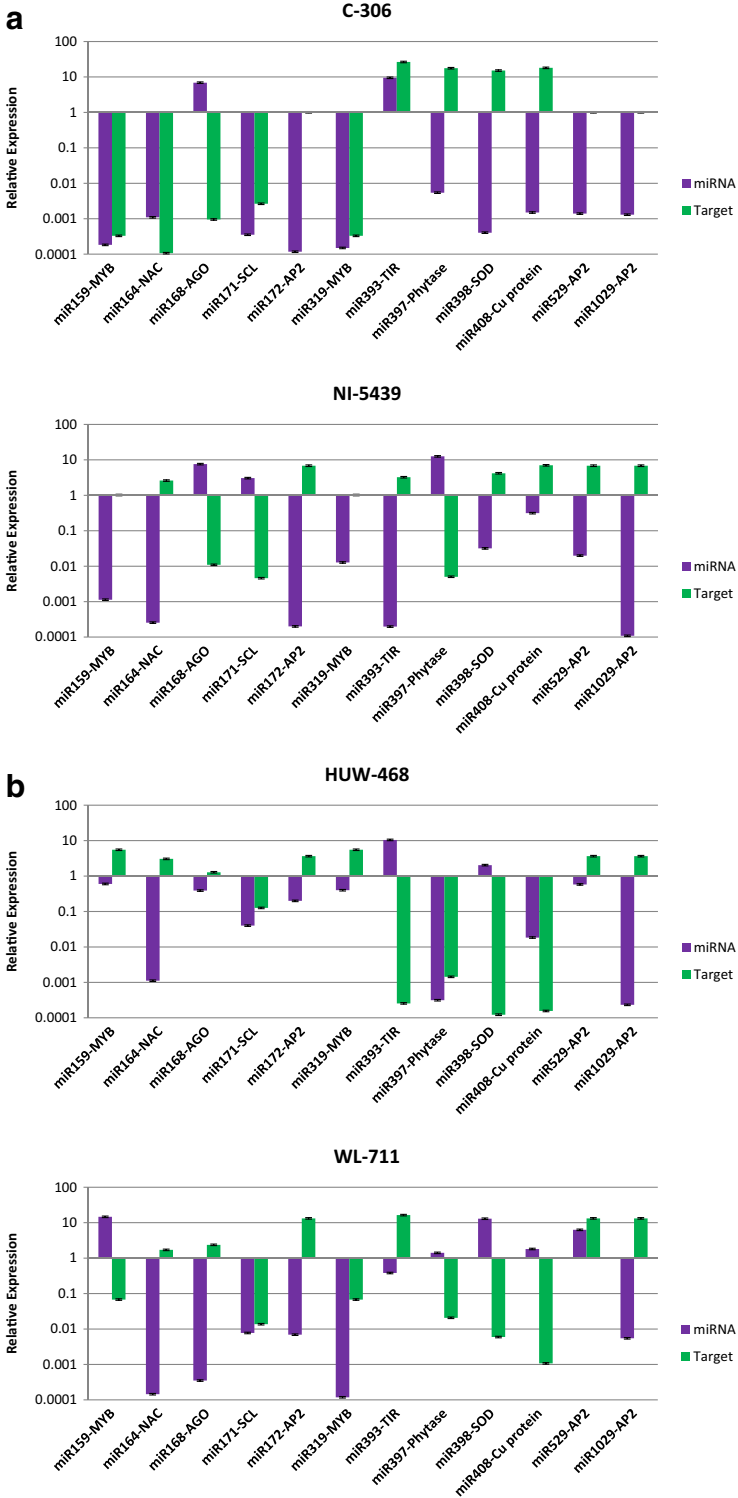 a
C-306
Relative Expression
100
10
1
0.1
0.01
0.001
0.0001
miR159-MYB
miR164-NAC
miR168-AGO
miR171-SCL
miR172-AP2
miR319-MYB
miR393-TIR
miR397-Phytase
miR398-SOD
miR408-Cu protein
miR529-AP2
miR1029-AP2
miRNA
Target
NI-5439
Relative Expression
100
10
1
0.1
0.01
0.001
0.0001
miR159-MYB
miR164-NAC
miR168-AGO
miR171-SCL
miR172-AP2
miR319-MYB
miR393-TIR
miR397-Phytase
miR398-SOD
miR408-Cu protein
miR529-AP2
miR1029-AP2
miRNA
Target
b
HUW-468
Relative Expression
100
10
1
0.1
0.01
0.001
0.0001
miR159-MYB
miR164-NAC
miR168-AGO
miR171-SCL
miR172-AP2
miR319-MYB
miR393-TIR
miR397-Phytase
miR398-SOD
miR408-Cu protein
miR529-AP2
miR1029-AP2
miRNA
Target
WL-711
Relative Expression
100
10
1
0.1
0.01
0.001
0.0001
miR159-MYB
miR164-NAC
miR168-AGO
miR171-SCL
miR172-AP2
miR319-MYB
miR393-TIR
miR397-Phytase
miR398-SOD
miR408-Cu protein
miR529-AP2
miR1029-AP2
miRNA
Target